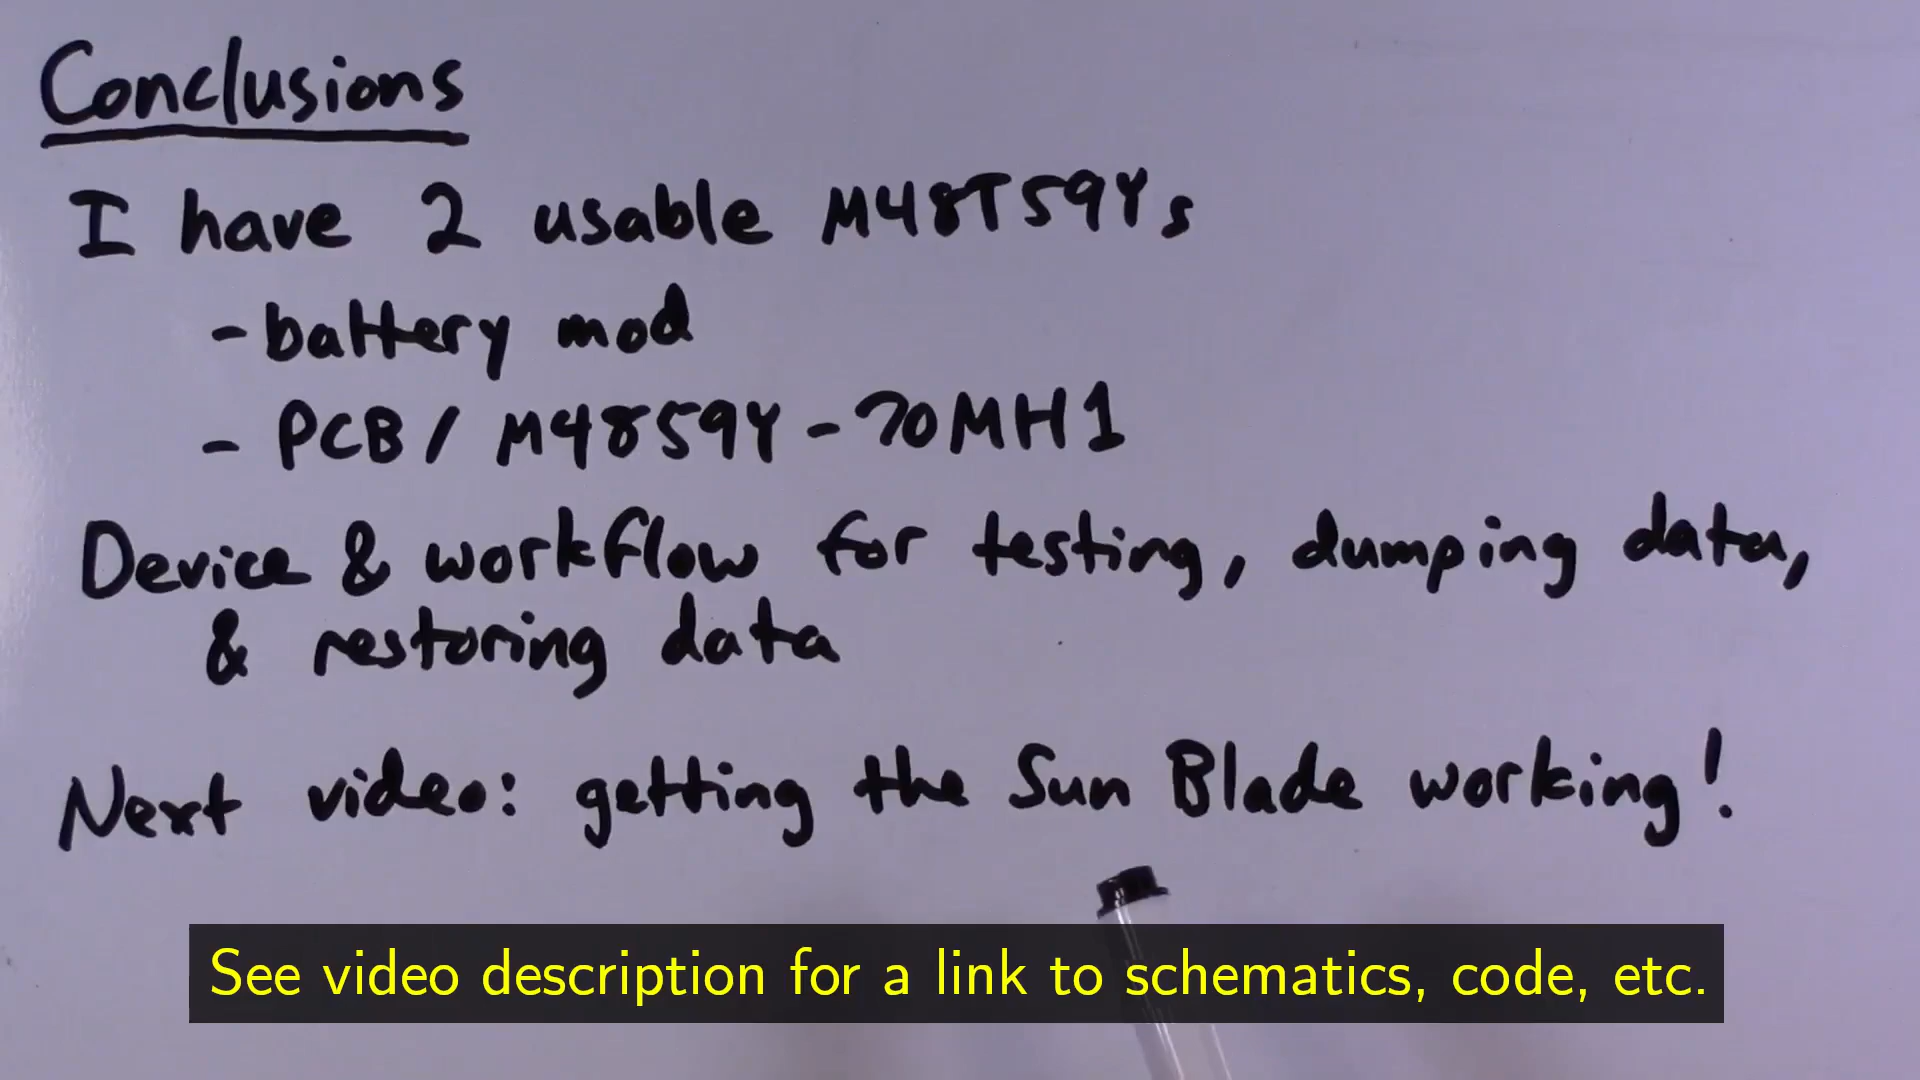 Conclusions
I have 2 usable M48T59Ys
- battery mod
- PCB / M4859Y-70MH1
Device & workflow for testing, dumping data,
& restoring data
Next video: getting the Sun Blade working!
See video description for a link to schematics, code, etc.